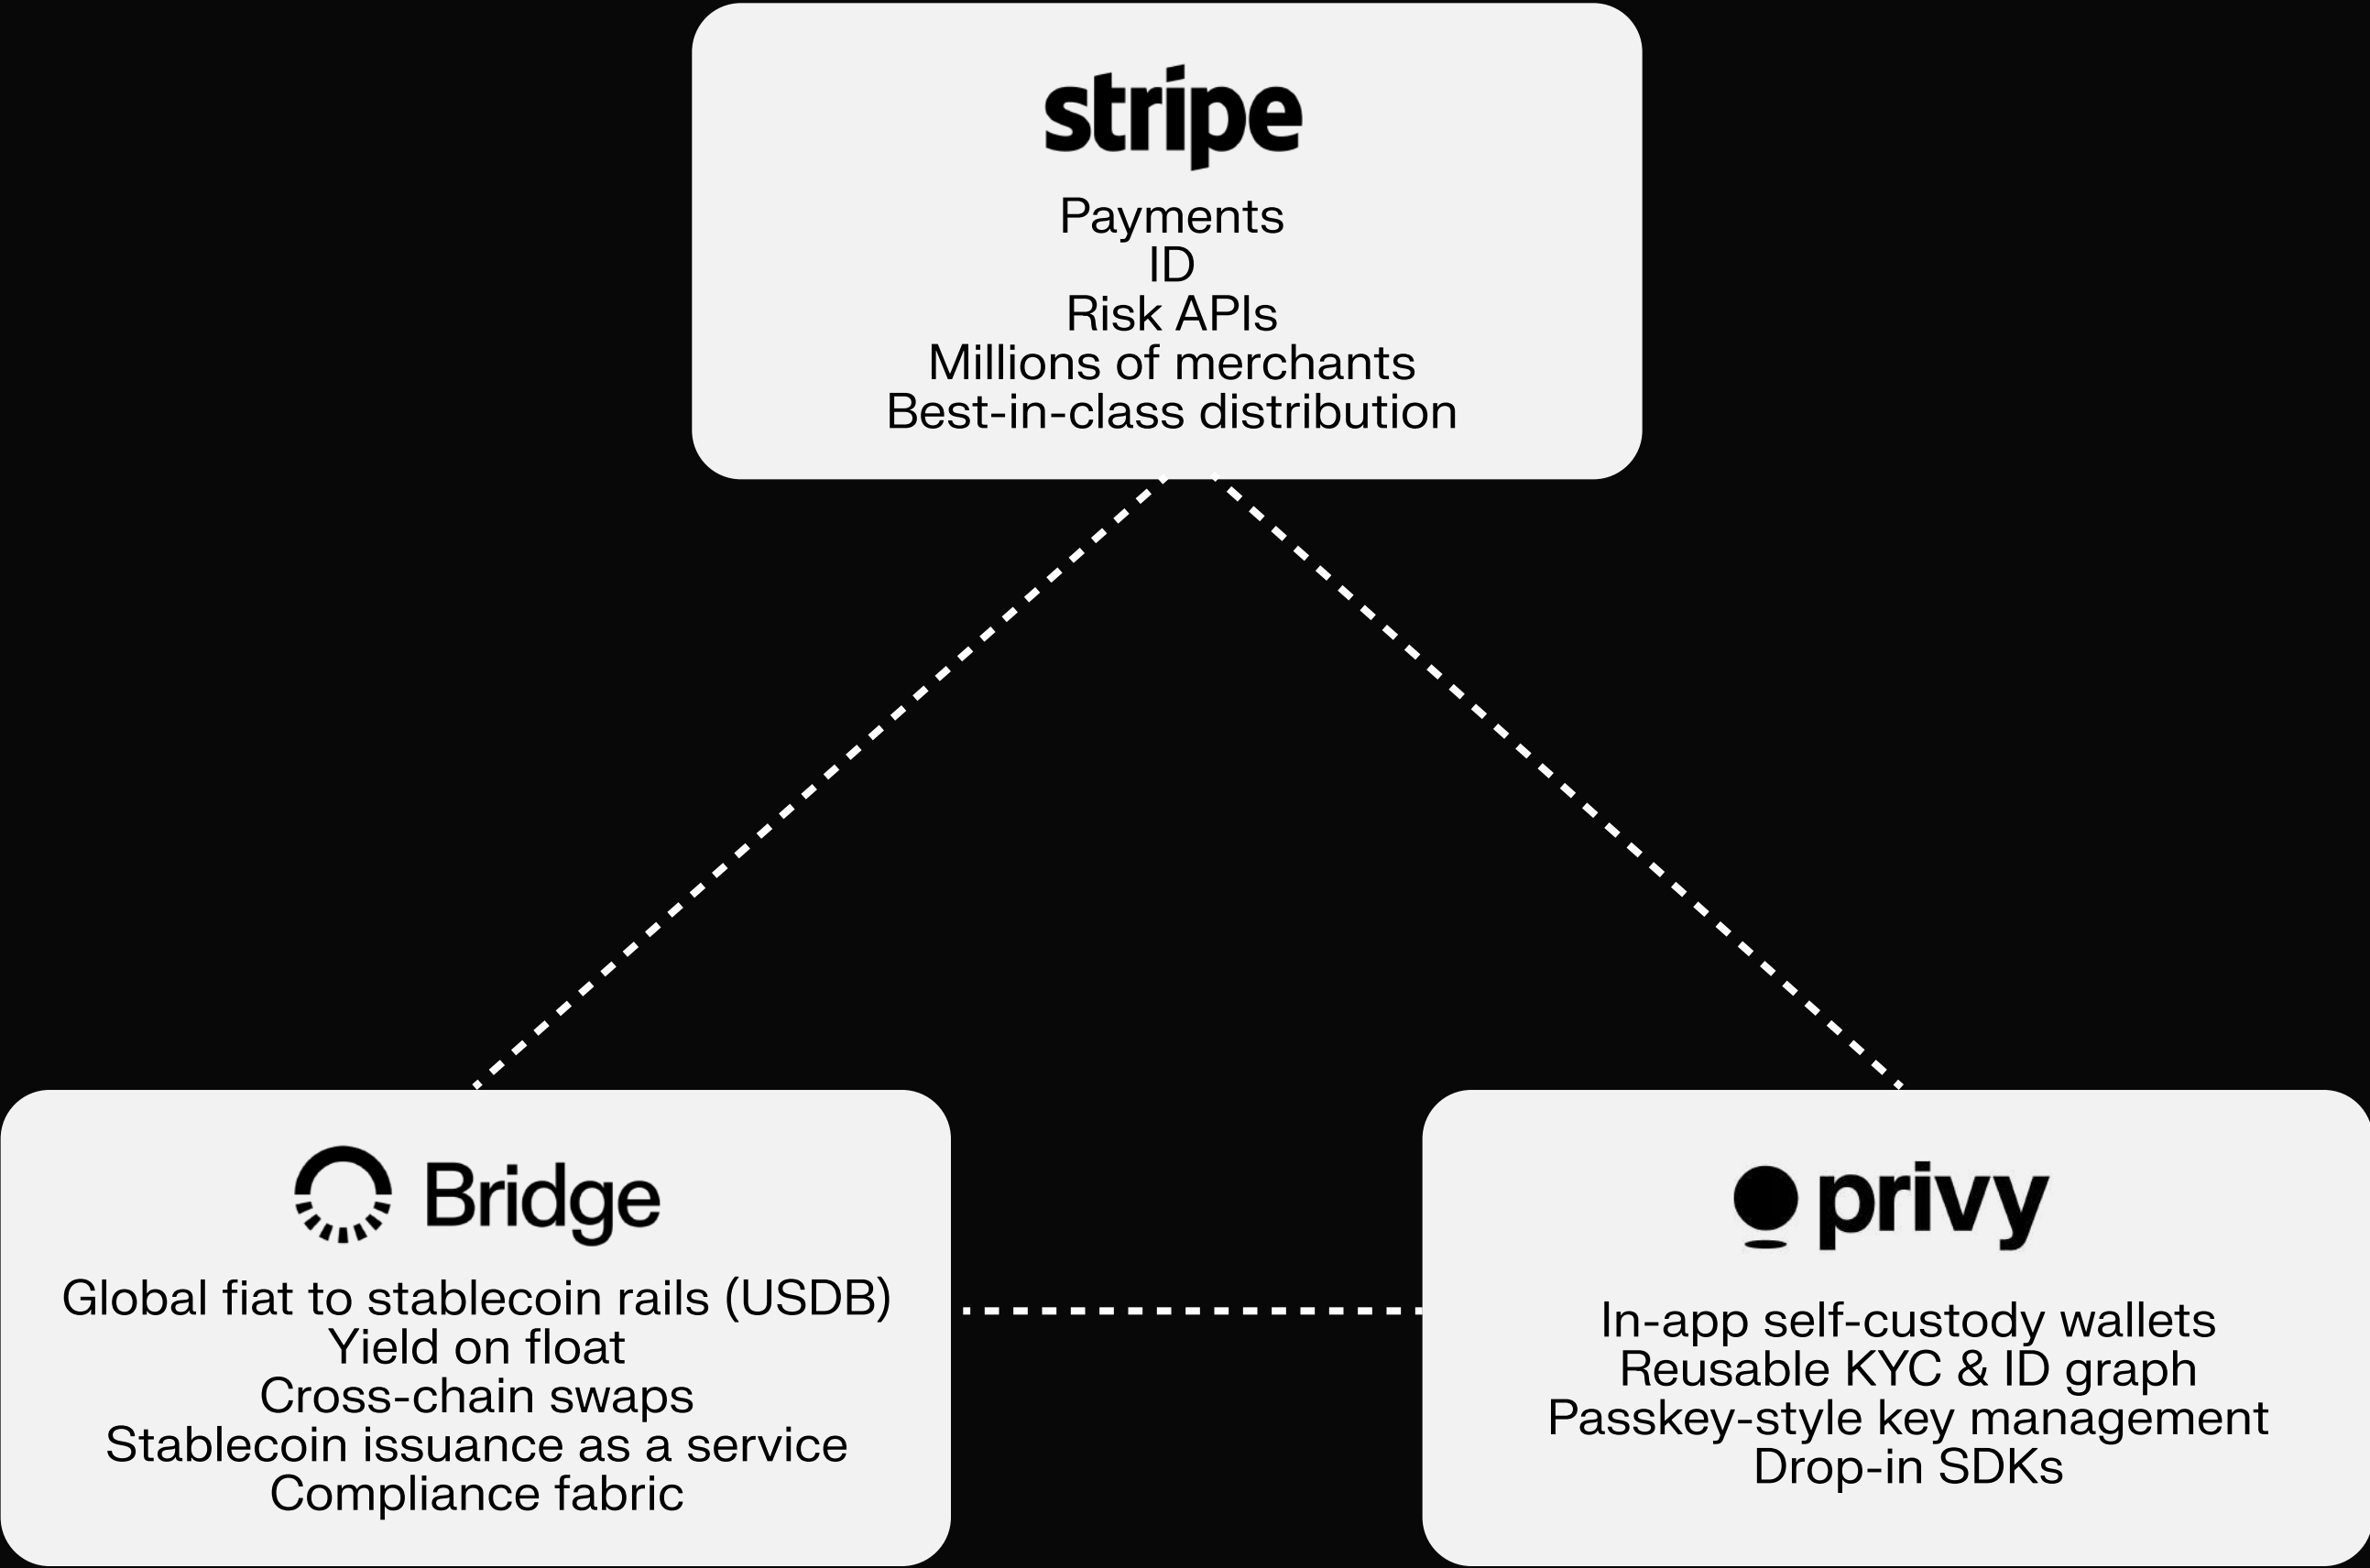 stripe
Payments
ID
Risk APIs
Millions of merchants
Best-in-class distribution
Bridge
Global fiat to stablecoin rails (USDB)
Yield on float
Cross-chain swaps
Stablecoin issuance as a service
Compliance fabric
privy
In-app self-custody wallets
Reusable KYC & ID graph
Passkey-style key management
Drop-in SDKs